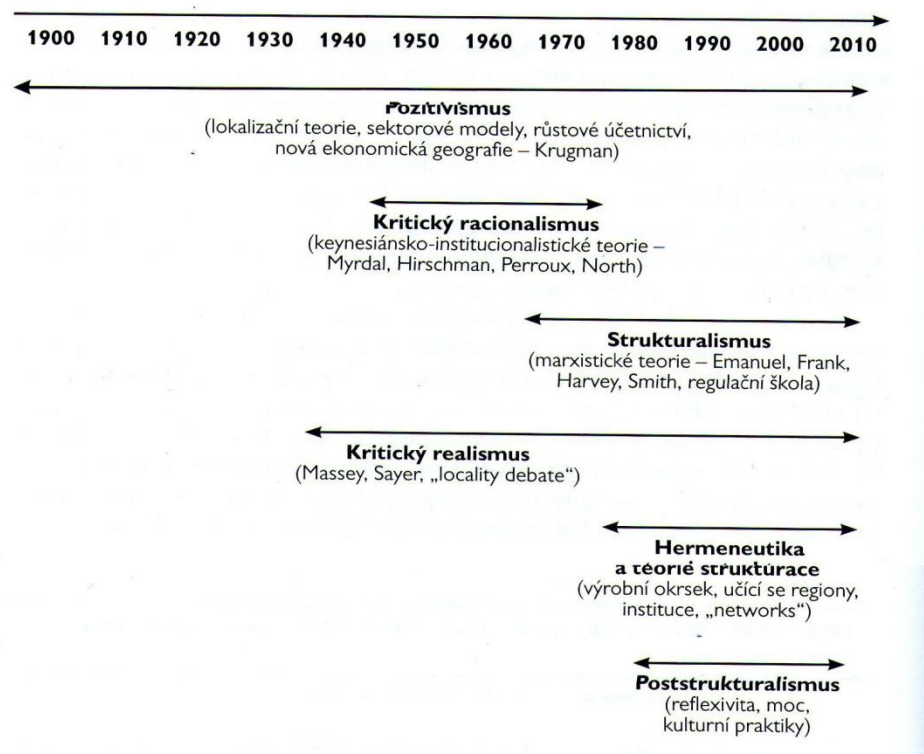 1900 1910 1920 1930 1940 1950 1960 1970 1980 1990 2000 2010
Pozitivismus
(lokalizační teorie, sektorové modely, růstové účetnictví,
nová ekonomická geografie – Krugman)
Kritický racionalismus
(keynesiánsko-institucionalistické teorie –
Myrdal, Hirschman, Perroux, North)
Strukturalismus
(marxistické teorie – Emanuel, Frank,
Harvey, Smith, regulační škola)
Kritický realismus
(Massey, Sayer, „locality debate“)
Hermeneutika
a teorie strukturace
(výrobní okrsek, učící se regiony,
instituce, „networks“)
Poststrukturalismus
(reflexivita, moc,
kulturní praktiky)